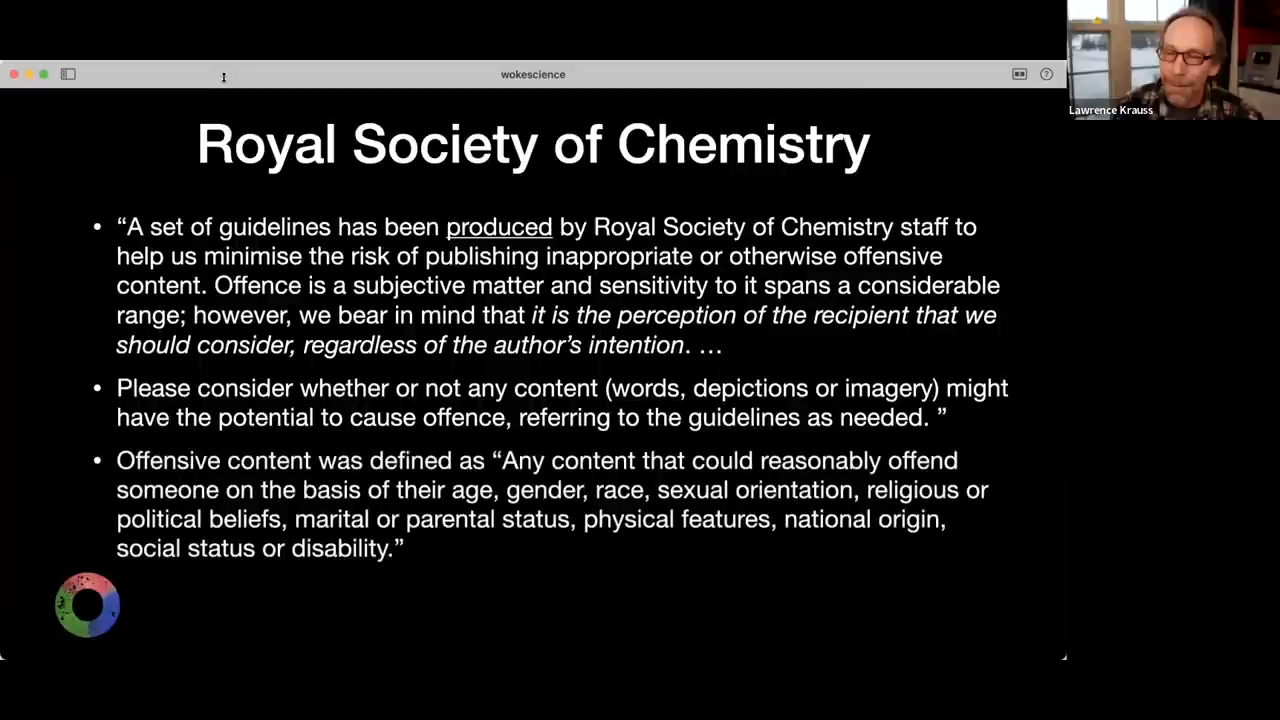 wokescience
Lawrence Krauss
Royal Society of Chemistry
• “A set of guidelines has been produced by Royal Society of Chemistry staff to
help us minimise the risk of publishing inappropriate or otherwise offensive
content. Offence is a subjective matter and sensitivity to it spans a considerable
range; however, we bear in mind that it is the perception of the recipient that we
should consider, regardless of the author’s intention. …
• Please consider whether or not any content (words, depictions or imagery) might
have the potential to cause offence, referring to the guidelines as needed. ”
• Offensive content was defined as “Any content that could reasonably offend
someone on the basis of their age, gender, race, sexual orientation, religious or
political beliefs, marital or parental status, physical features, national origin,
social status or disability.”